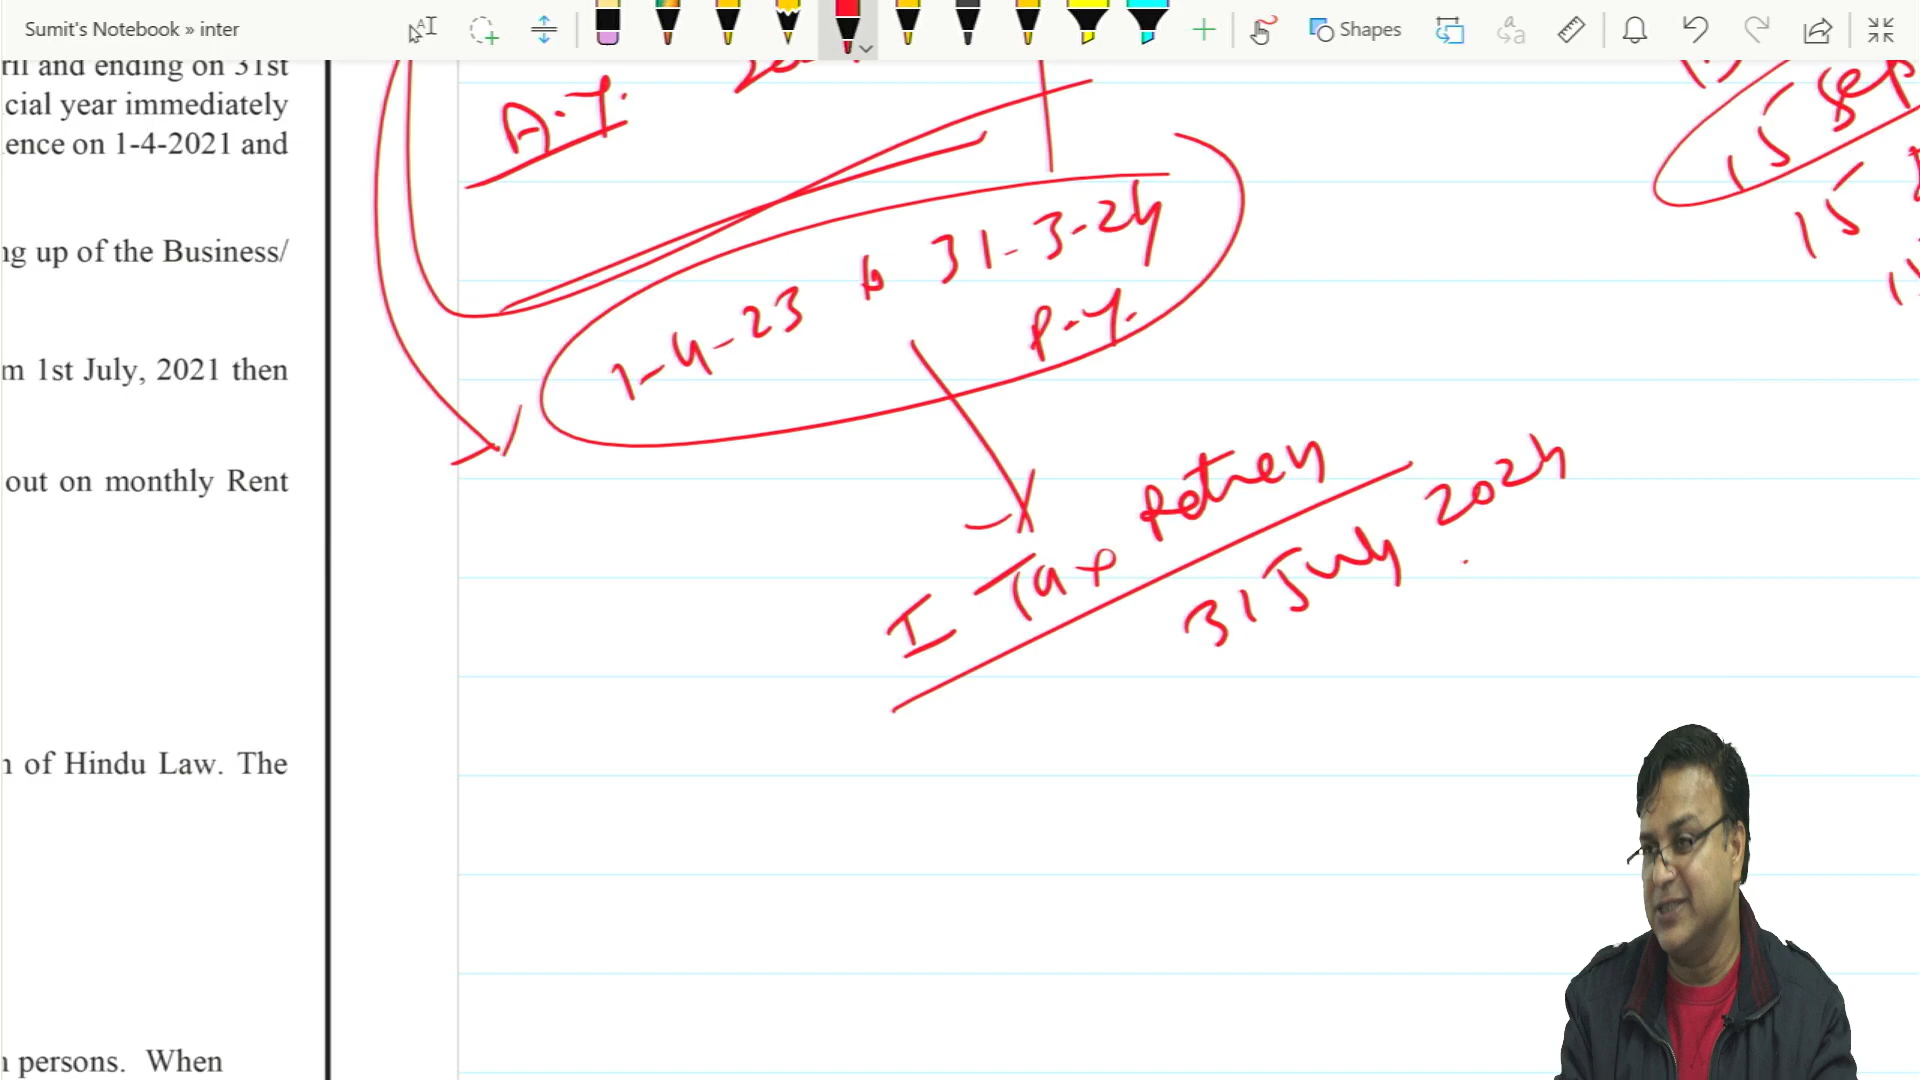 Sumit's Notebook » inter
Shapes
ril and ending on 31st
cial year immediately
ence on 1-4-2021 and
ng up of the Business/
m 1st July, 2021 then
out on monthly Rent
n of Hindu Law. The
persons. When
A.Y.
1-4-23 to 31-3-24
P.Y.
I Tax Retren
31 July 2024
15 Sep
15